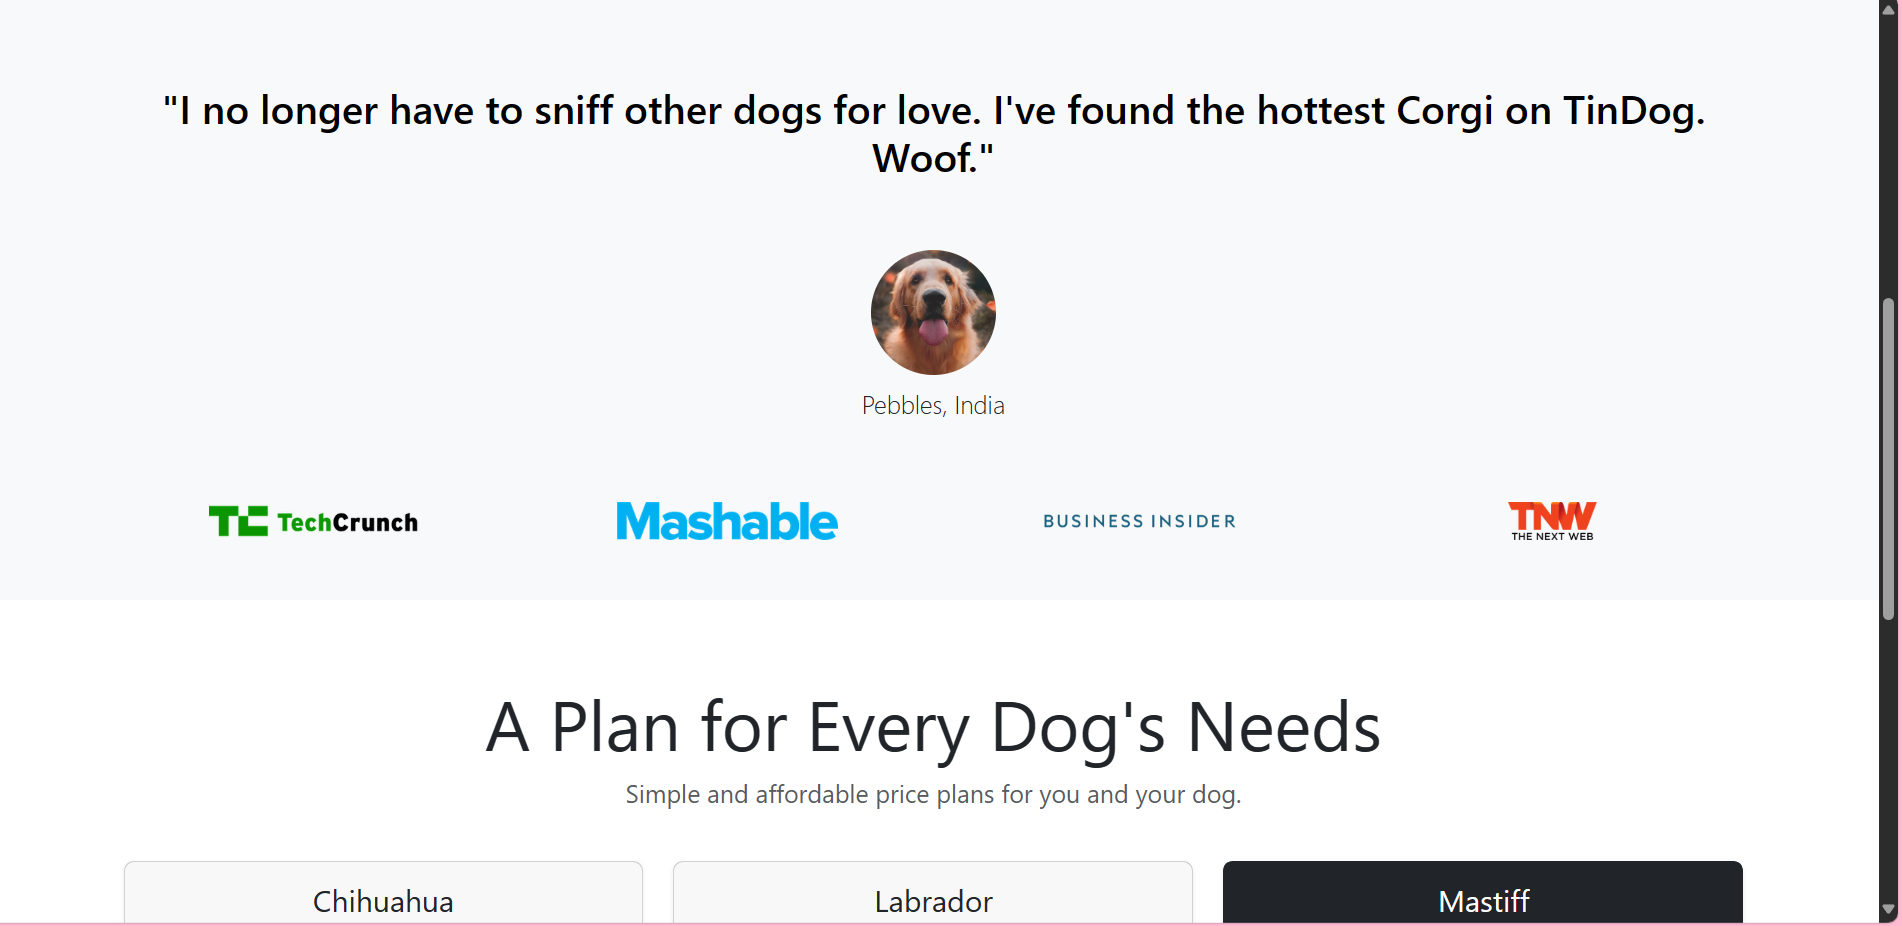 "I no longer have to sniff other dogs for love. I've found the hottest Corgi on TinDog.
Woof."
Pebbles, India
TC TechCrunch
Mashable
BUSINESS INSIDER
TNW
THE NEXT WEB
A Plan for Every Dog's Needs
Simple and affordable price plans for you and your dog.
Chihuahua
Labrador
Mastiff